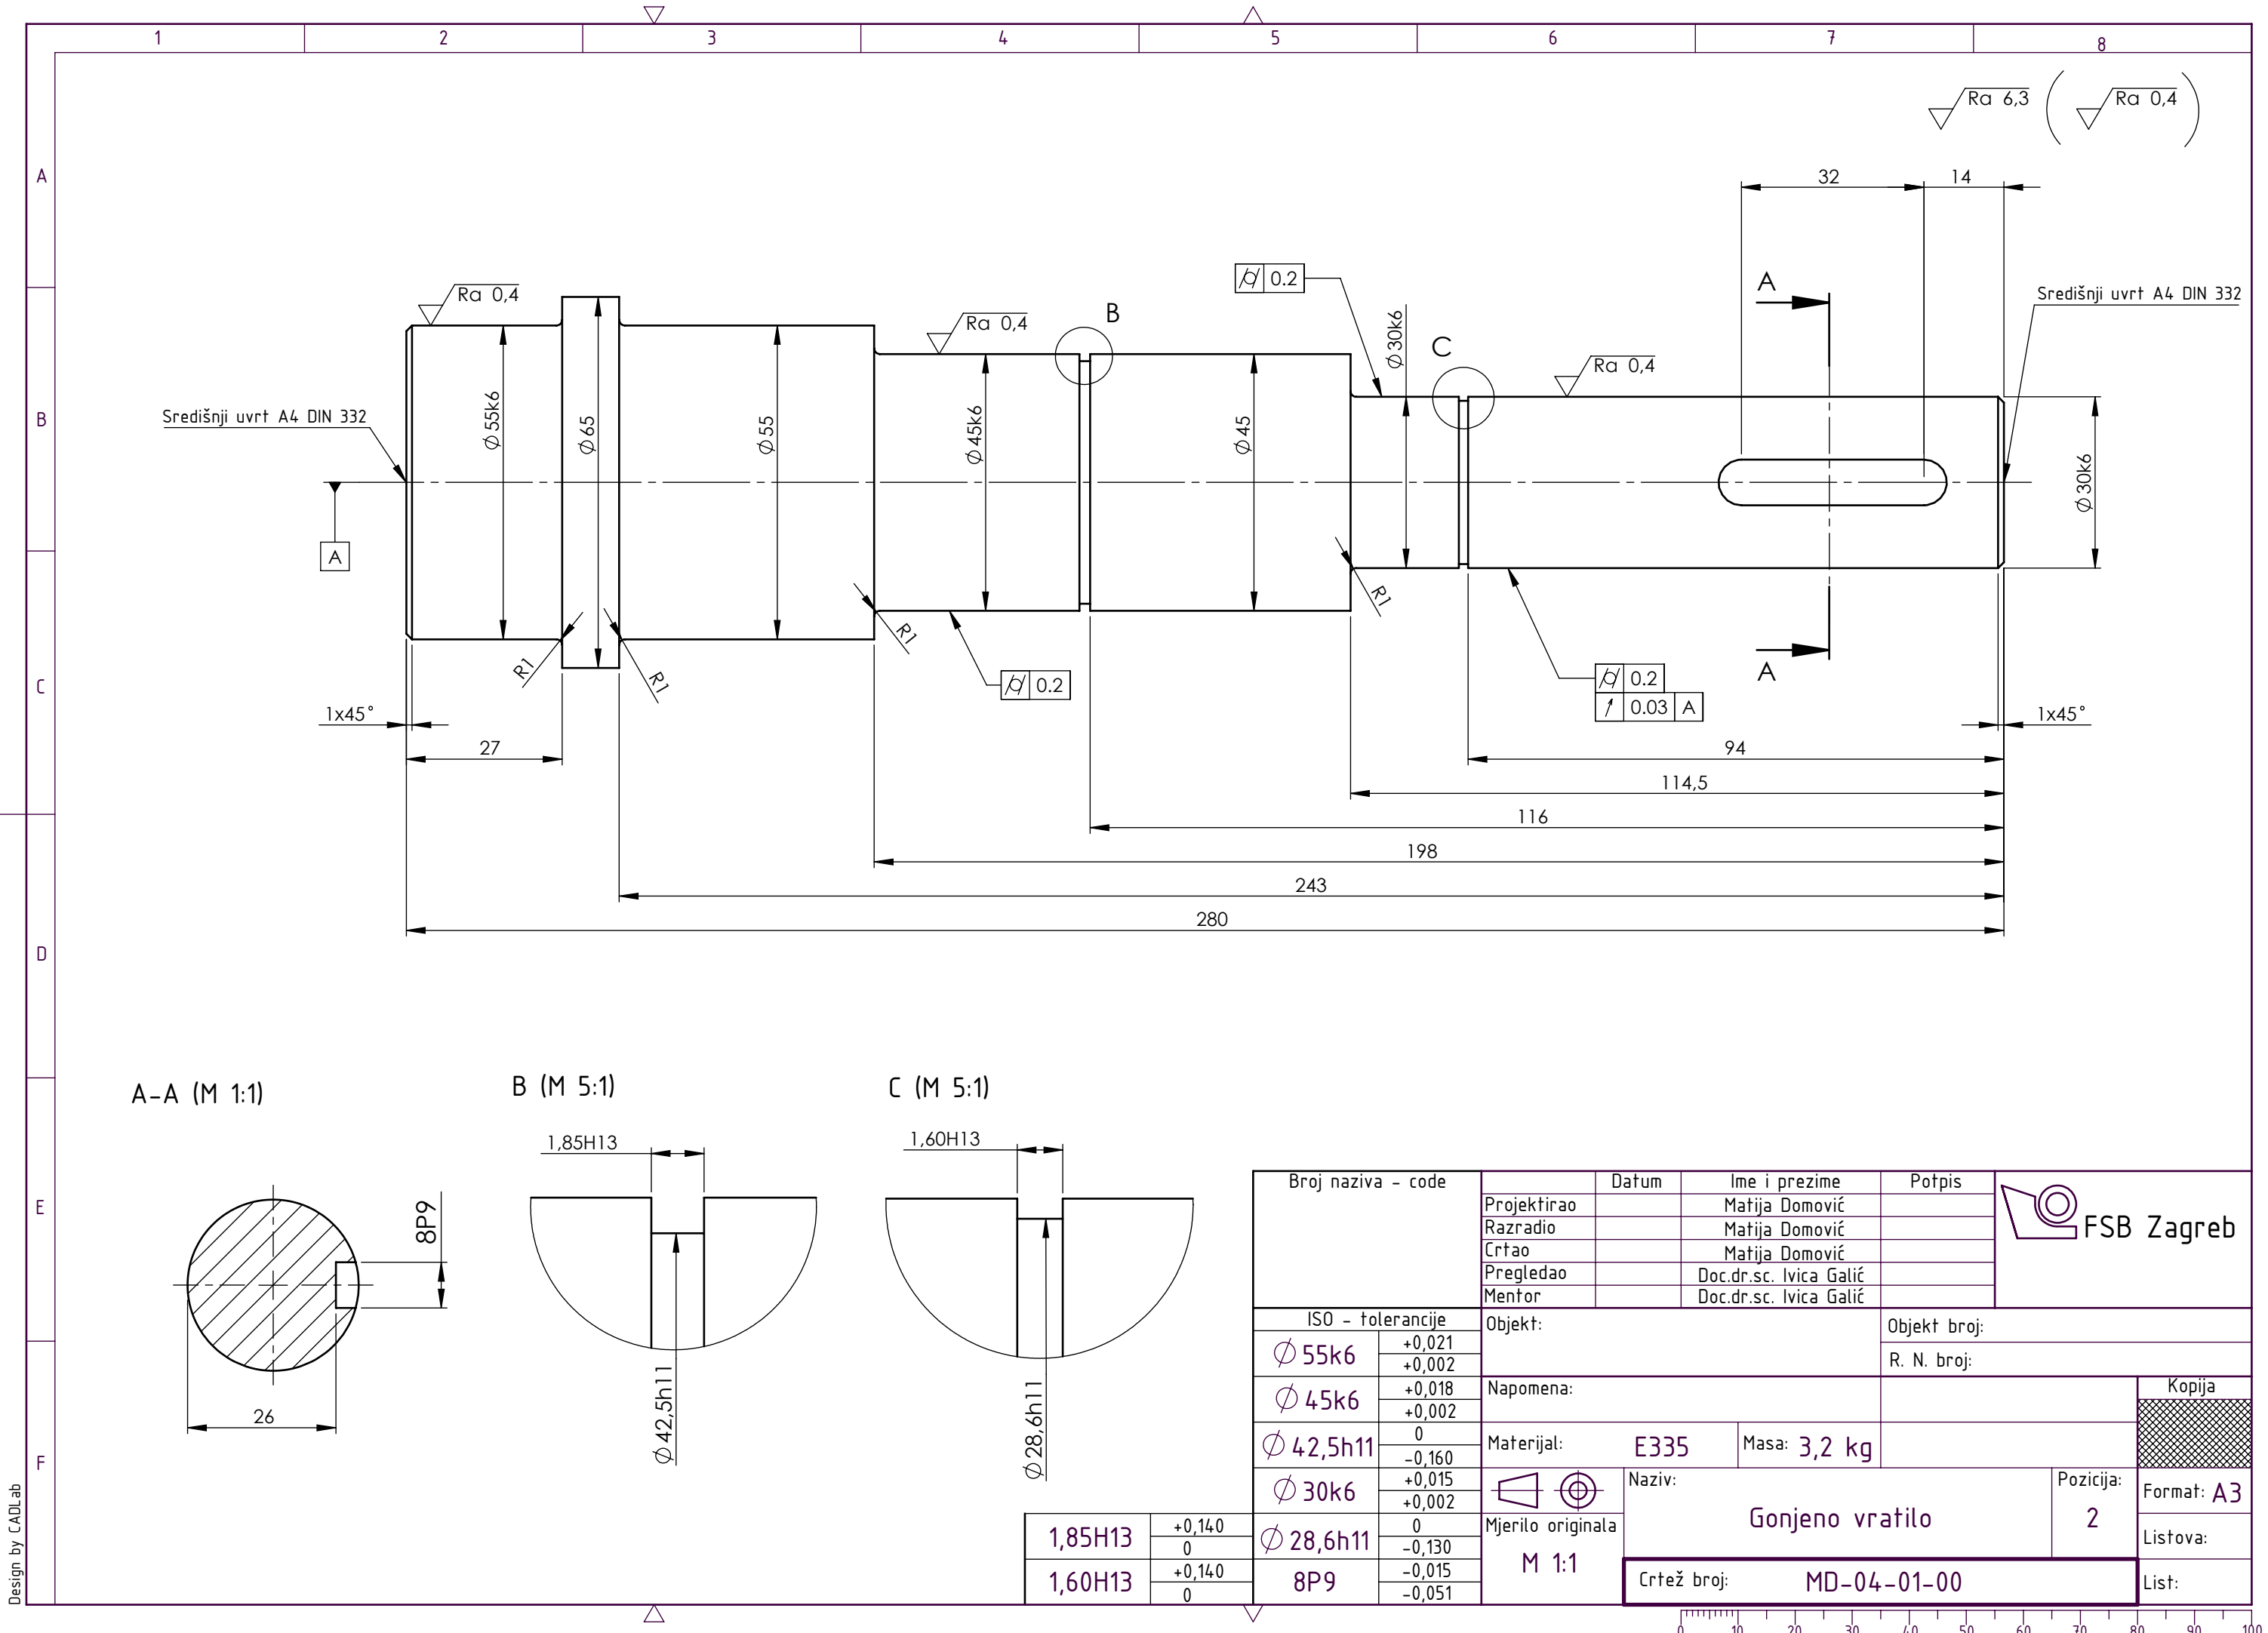 1 2 3 4 5 6 7 8
A
B
C
D
E
F
Ra 6,3 ( Ra 0,4 )
32 14
A
Središnji uvrt A4 DIN 332
0.2
Ra 0,4
Ra 0,4
B
C
Ra 0,4
Središnji uvrt A4 DIN 332
Ø55k6
Ø65
Ø55
Ø45k6
Ø45
Ø30k6
Ø30k6
A
R1
R1
R1
R1
0.2
0.2
0.03 A
A
1x45°
1x45°
27
94
114,5
116
198
243
280
A-A (M 1:1)
8P9
26
B (M 5:1)
1,85H13
Ø42,5h11
C (M 5:1)
1,60H13
Ø28,6h11
Broj naziva - code
Datum Ime i prezime Potpis
Projektirao Matija Domović
Razradio Matija Domović
Crtao Matija Domović
Pregledao Doc.dr.sc. Ivica Galić
Mentor Doc.dr.sc. Ivica Galić
FSB Zagreb
ISO - tolerancije
Ø 55k6 +0,021 +0,002
Ø 45k6 +0,018 +0,002
Ø 42,5h11 0 -0,160
Ø 30k6 +0,015 +0,002
Ø 28,6h11 0 -0,130
8P9 -0,015 -0,051
1,85H13 +0,140 0
1,60H13 +0,140 0
Objekt:
Objekt broj:
R. N. broj:
Napomena:
Kopija
Materijal: E335
Masa: 3,2 kg
Naziv:
Gonjeno vratilo
Pozicija:
2
Format: A3
Mjerilo originala
M 1:1
Listova:
Crtež broj: MD-04-01-00
List:
Design by CADLab
0 10 20 30 40 50 60 70 80 90 100